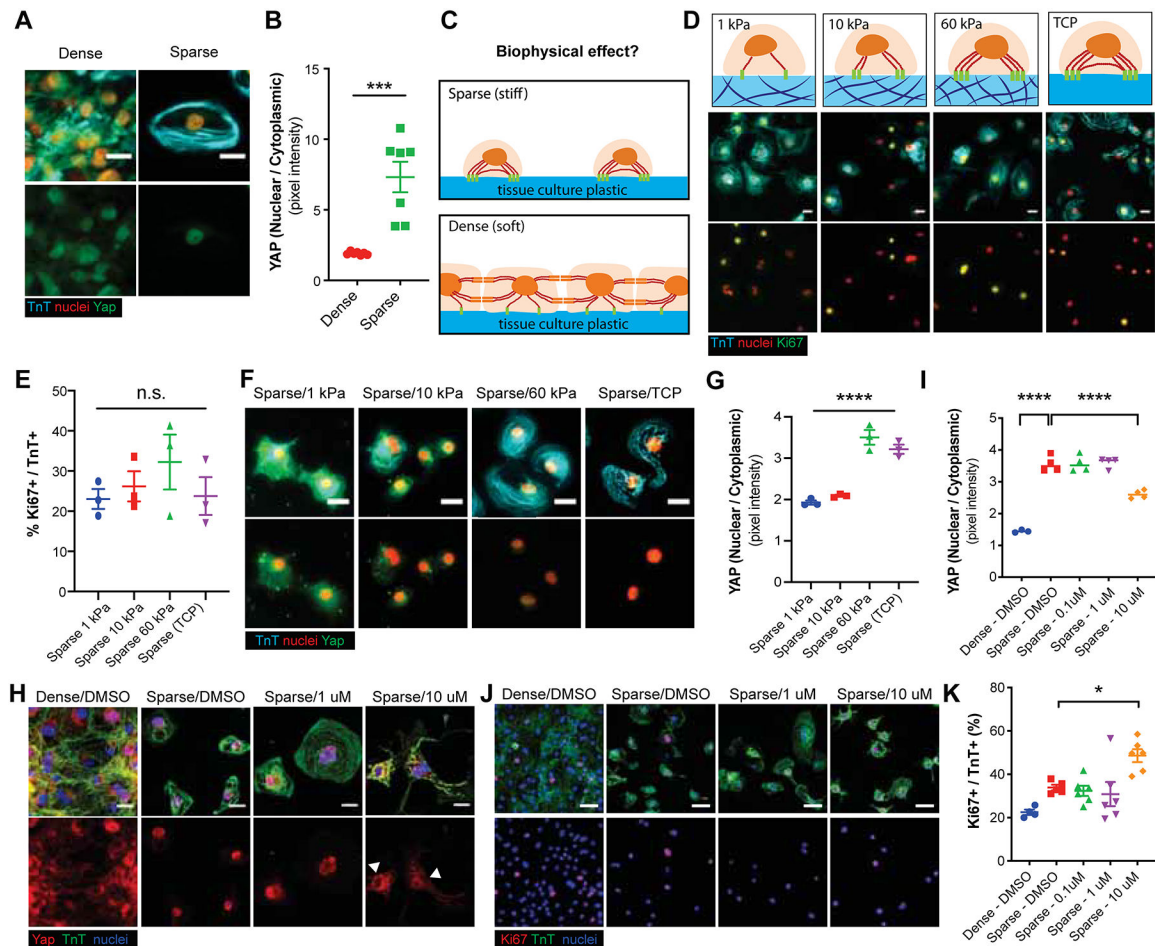 A
Dense
Sparse
TnT nuclei Yap
B
YAP (Nuclear / Cytoplasmic)
(pixel intensity)
15
10
5
0
***
Dense
Sparse
C
Biophysical effect?
Sparse (stiff)
tissue culture plastic
Dense (soft)
tissue culture plastic
D
1 kPa
10 kPa
60 kPa
TCP
TnT nuclei Ki67
E
% Ki67+ / TnT+
50
40
30
20
10
0
n.s.
Sparse 1 kPa
Sparse 10 kPa
Sparse 60 kPa
Sparse (TCP)
F
Sparse/1 kPa
Sparse/10 kPa
Sparse/60 kPa
Sparse/TCP
TnT nuclei Yap
G
YAP (Nuclear / Cytoplasmic)
(pixel intensity)
5
4
3
2
1
0
****
Sparse 1 kPa
Sparse 10 kPa
Sparse 60 kPa
Sparse (TCP)
I
YAP (Nuclear / Cytoplasmic)
(pixel intensity)
5
4
3
2
1
0
****
****
Dense - DMSO
Sparse - DMSO
Sparse - 0.1uM
Sparse - 1 uM
Sparse - 10 uM
H
Dense/DMSO
Sparse/DMSO
Sparse/1 uM
Sparse/10 uM
Yap TnT nuclei
J
Dense/DMSO
Sparse/DMSO
Sparse/1 uM
Sparse/10 uM
Ki67 TnT nuclei
K
Ki67+ / TnT+ (%)
80
60
40
20
0
*
Dense - DMSO
Sparse - DMSO
Sparse - 0.1uM
Sparse - 1 uM
Sparse - 10 uM